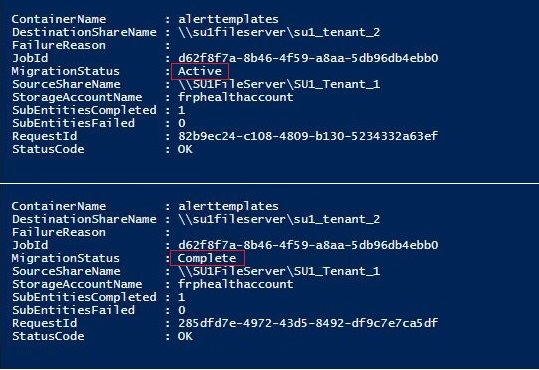 ContainerName : alerttemplates
DestinationShareName : \\su1fileserver\su1_tenant_2
FailureReason :
JobId : d62f8f7a-8b46-4f59-a8aa-5db96db4ebb0
MigrationStatus : Active
SourceShareName : \\SU1FileServer\SU1_Tenant_1
StorageAccountName : frphealthaccount
SubEntitiesCompleted : 1
SubEntitiesFailed : 0
RequestId : 82b9ec24-c108-4809-b130-5234332a63ef
StatusCode : OK
ContainerName : alerttemplates
DestinationShareName : \\su1fileserver\su1_tenant_2
FailureReason :
JobId : d62f8f7a-8b46-4f59-a8aa-5db96db4ebb0
MigrationStatus : Complete
SourceShareName : \\SU1FileServer\SU1_Tenant_1
StorageAccountName : frphealthaccount
SubEntitiesCompleted : 1
SubEntitiesFailed : 0
RequestId : 285dfd7e-4972-43d5-8492-df9c7e7ca5df
StatusCode : OK